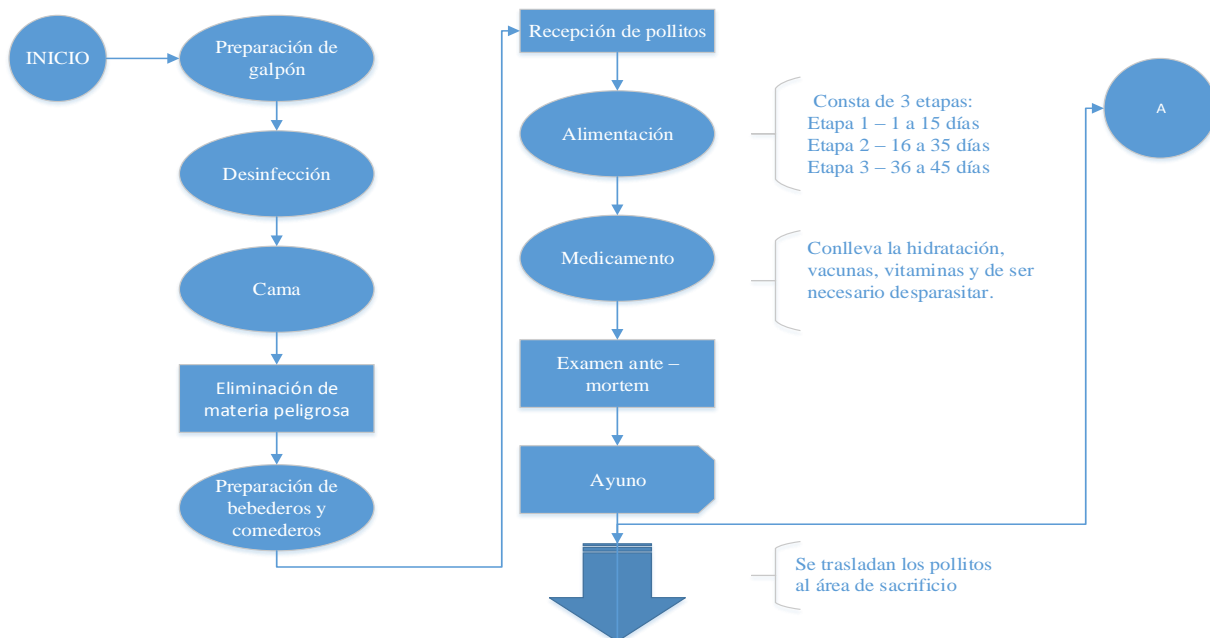 INICIO
Preparación de
galpón
Desinfección
Cama
Eliminación de
materia peligrosa
Preparación de
bebederos y
comederos
Recepción de pollitos
Alimentación
Consta de 3 etapas:
Etapa 1 – 1 a 15 días
Etapa 2 – 16 a 35 días
Etapa 3 – 36 a 45 días
Medicamento
Conlleva la hidratación,
vacunas, vitaminas y de ser
necesario desparasitar.
Examen ante –
mortem
Ayuno
Se trasladan los pollitos
al área de sacrificio
A